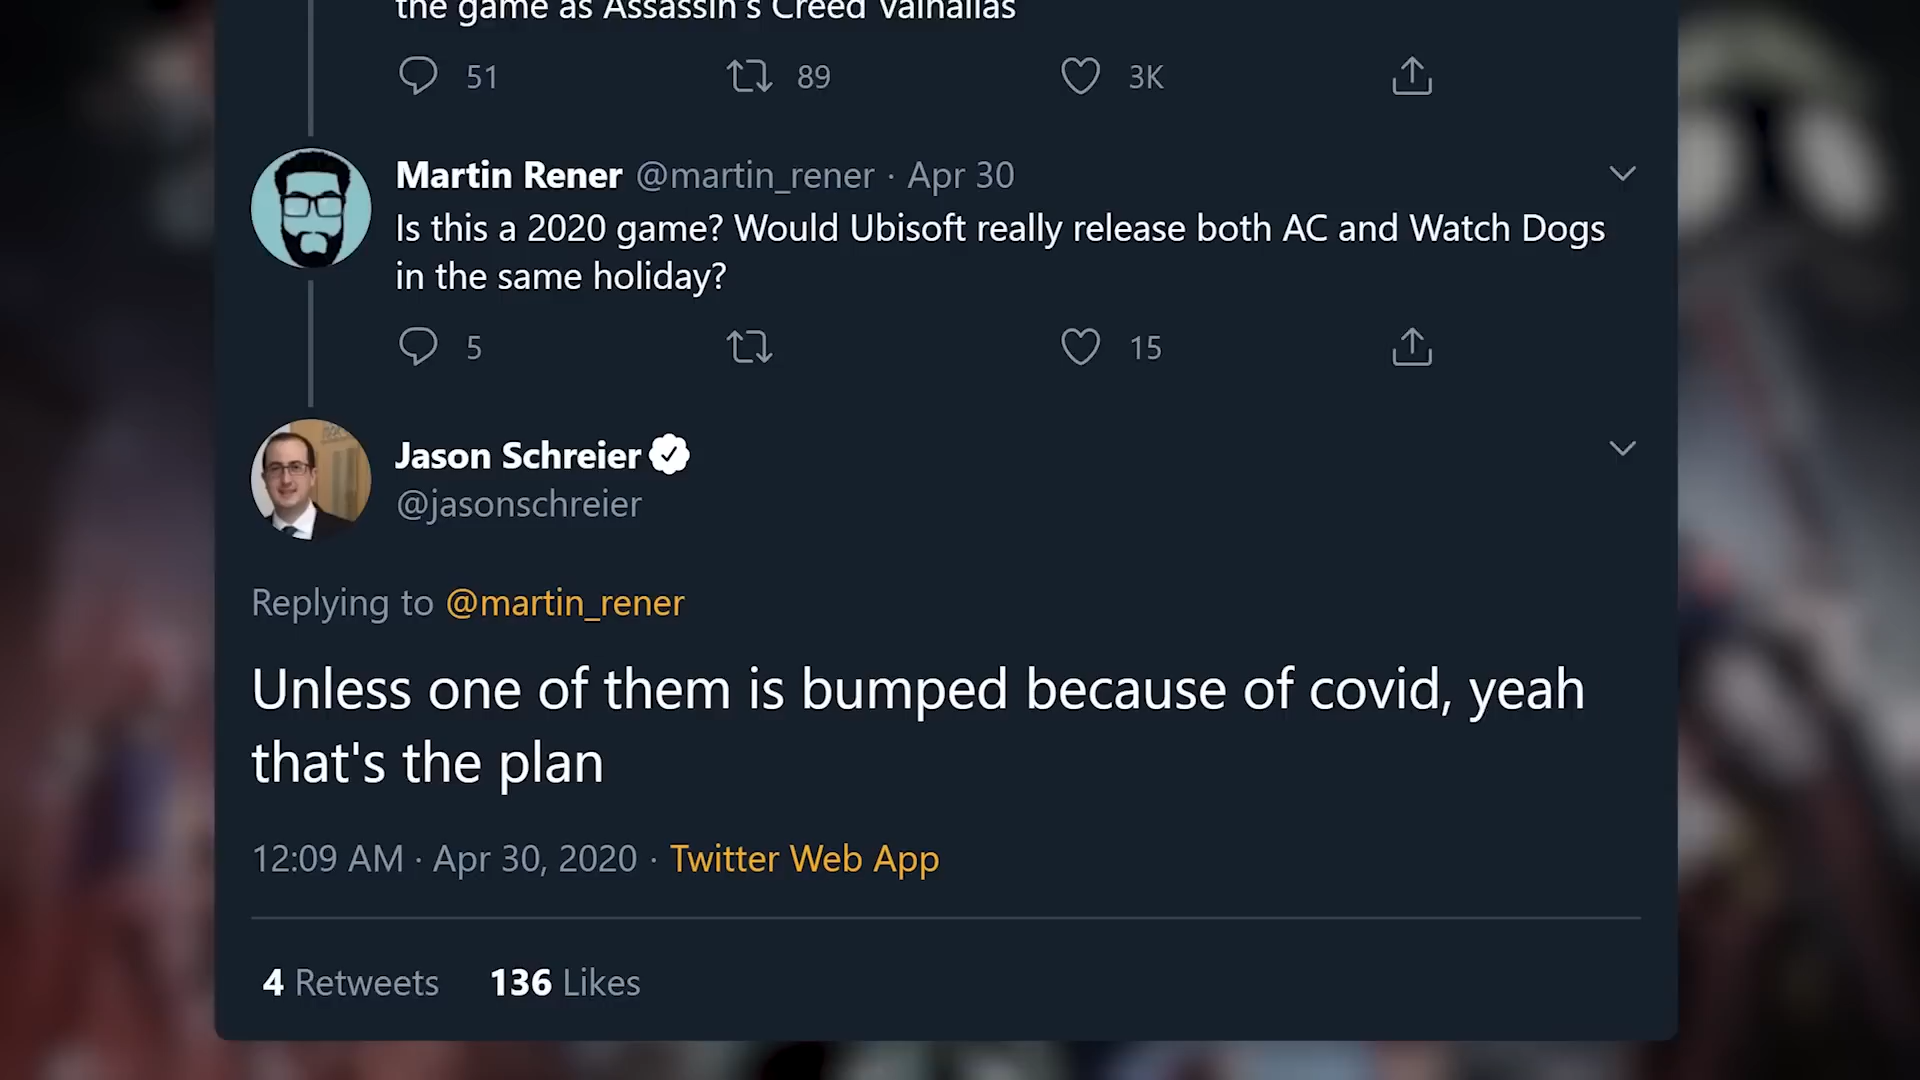 the game as Assassin's Creed Valhallas
51 89 3K
Martin Rener @martin_rener · Apr 30
Is this a 2020 game? Would Ubisoft really release both AC and Watch Dogs
in the same holiday?
5 15
Jason Schreier
@jasonschreier
Replying to @martin_rener
Unless one of them is bumped because of covid, yeah
that's the plan
12:09 AM · Apr 30, 2020 · Twitter Web App
4 Retweets 136 Likes